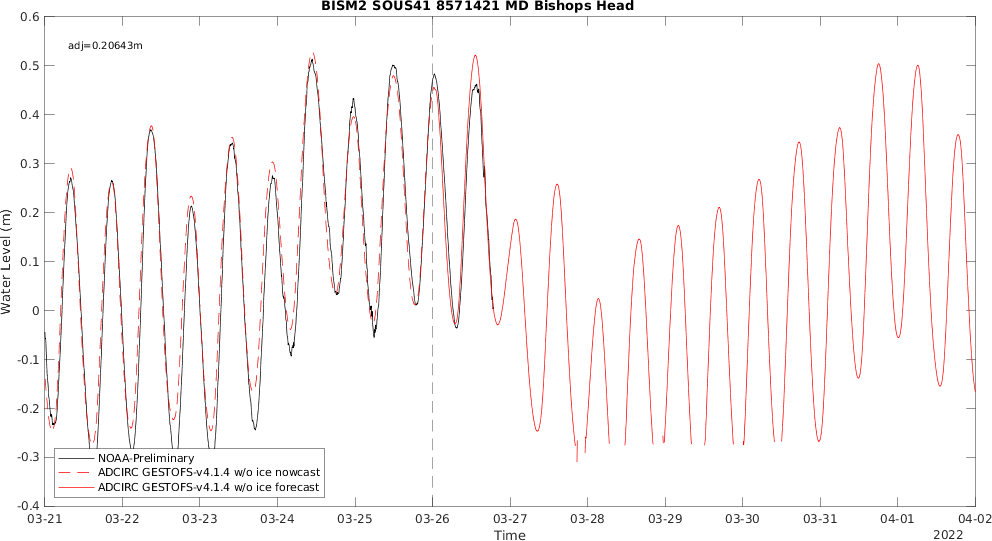 BISM2 SOUS41 8571421 MD Bishops Head
adj=0.20643m
0.6
0.5
0.4
0.3
0.2
0.1
0
-0.1
-0.2
-0.3
-0.4
Water Level (m)
NOAA-Preliminary
ADCIRC GESTOFS-v4.1.4 w/o ice nowcast
ADCIRC GESTOFS-v4.1.4 w/o ice forecast
03-21 03-22 03-23 03-24 03-25 03-26 03-27 03-28 03-29 03-30 03-31 04-01 04-02
Time
2022